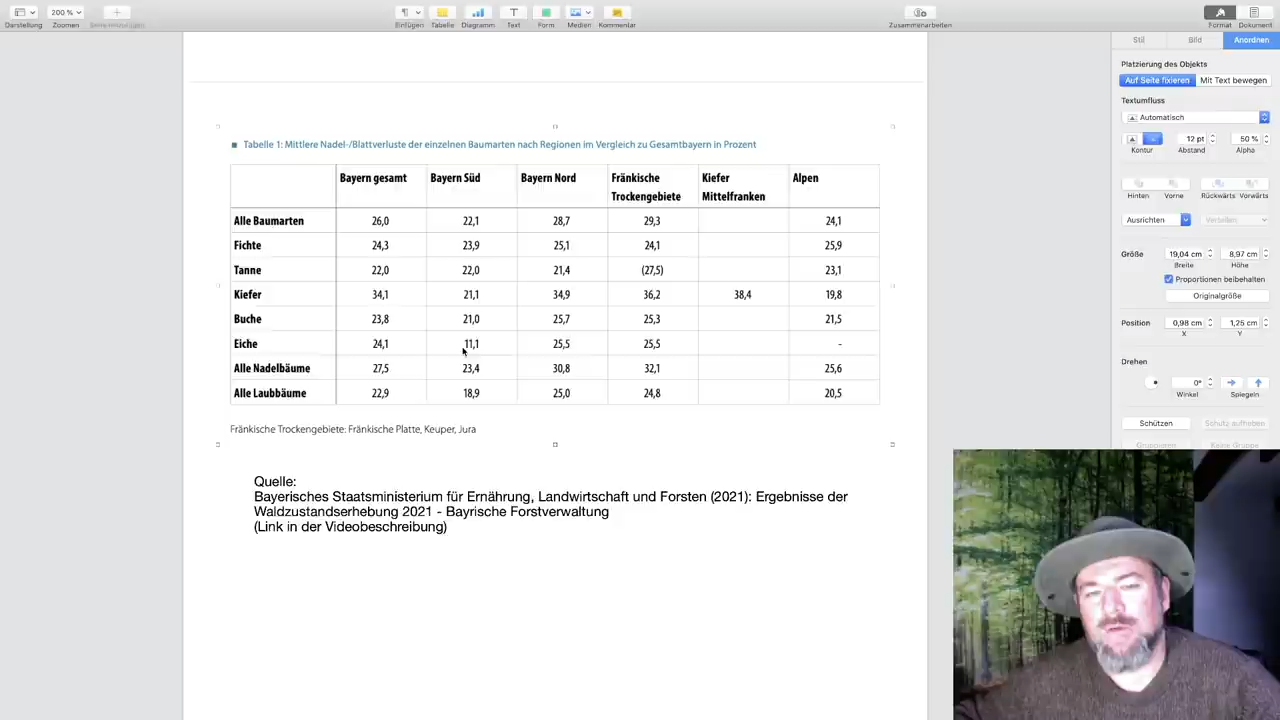 200 %
Darstellung Zoomen Seite hinzufügen Einfügen Tabelle Diagramm Text Form Medien Kommentar Zusammenarbeiten Format Dokument
Stil Bild Anordnen
Platzierung des Objekts
Auf Seite fixieren Mit Text bewegen
Textumfluss
Automatisch
12 pt 50 %
Kontur Abstand Alpha
Hinten Vorne Rückwärts Vorwärts
Ausrichten Verteilen
Größe 19,04 cm 8,97 cm
Breite Höhe
Proportionen beibehalten
Originalgröße
Position 0,98 cm 1,25 cm
X Y
Drehen
0°
Winkel Spiegeln
Schützen Schutz aufheben
Gruppieren Keine Gruppe
Tabelle 1: Mittlere Nadel-/Blattverluste der einzelnen Baumarten nach Regionen im Vergleich zu Gesamtbayern in Prozent
Bayern gesamt Bayern Süd Bayern Nord Fränkische Kiefer Alpen
Trockengebiete Mittelfranken
Alle Baumarten 26,0 22,1 28,7 29,3 24,1
Fichte 24,3 23,9 25,1 24,1 25,9
Tanne 22,0 22,0 21,4 (27,5) 23,1
Kiefer 34,1 21,1 34,9 36,2 38,4 19,8
Buche 23,8 21,0 25,7 25,3 21,5
Eiche 24,1 11,1 25,5 25,5 -
Alle Nadelbäume 27,5 23,4 30,8 32,1 25,6
Alle Laubbäume 22,9 18,9 25,0 24,8 20,5
Fränkische Trockengebiete: Fränkische Platte, Keuper, Jura
Quelle:
Bayerisches Staatsministerium für Ernährung, Landwirtschaft und Forsten (2021): Ergebnisse der
Waldzustandserhebung 2021 - Bayrische Forstverwaltung
(Link in der Videobeschreibung)